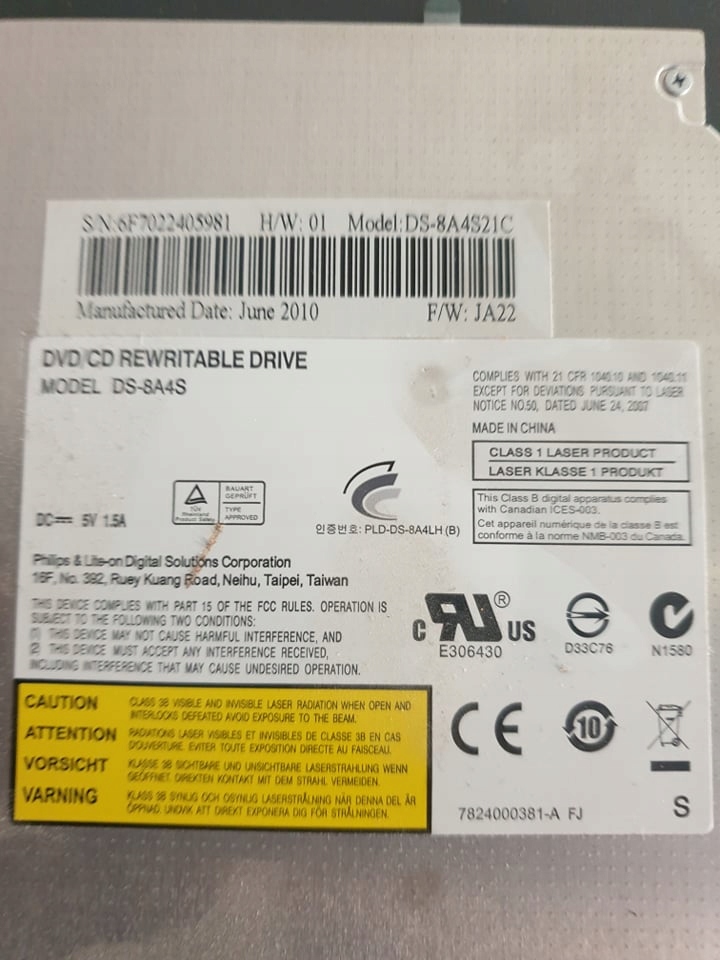 S/N:6F7022405981 H/W: 01 Model:DS-8A4S21C
Manufactured Date: June 2010 F/W: JA22
DVD/CD REWRITABLE DRIVE
MODEL DS-8A4S
COMPLIES WITH 21 CFR 1040.10 AND 1040.11
EXCEPT FOR DEVIATIONS PURSUANT TO LASER
NOTICE NO.50, DATED JUNE 24, 2007
MADE IN CHINA
CLASS 1 LASER PRODUCT
LASER KLASSE 1 PRODUKT
This Class B digital apparatus complies
with Canadian ICES-003.
Cet appareil numérique de la classe B est
conforme à la norme NMB-003 du Canada.
TÜV
Rheinland
Product Safety
BAUART
GEPRÜFT
TYPE
APPROVED
DC 5V 1.5A
인증번호: PLD-DS-8A4LH (B)
Philips & Lite-on Digital Solutions Corporation
16F, No. 392, Ruey Kuang Road, Neihu, Taipei, Taiwan
THIS DEVICE COMPLIES WITH PART 15 OF THE FCC RULES. OPERATION IS
SUBJECT TO THE FOLLOWING TWO CONDITIONS:
(1) THIS DEVICE MAY NOT CAUSE HARMFUL INTERFERENCE, AND
(2) THIS DEVICE MUST ACCEPT ANY INTERFERENCE RECEIVED,
INCLUDING INTERFERENCE THAT MAY CAUSE UNDESIRED OPERATION.
C RU ® US
E306430
D33C76
N1580
CAUTION CLASS 3B VISIBLE AND INVISIBLE LASER RADIATION WHEN OPEN AND
INTERLOCKS DEFEATED AVOID EXPOSURE TO THE BEAM.
ATTENTION RADIATIONS LASER VISIBLES ET INVISIBLES DE CLASSE 3B EN CAS
D'OUVERTURE. EVITER TOUTE EXPOSITION DIRECTE AU FAISCEAU.
VORSICHT KLASSE 3B SICHTBARE UND UNSICHTBARE LASERSTRAHLUNG WENN
GEÖFFNET. DIREKTEN KONTAKT MIT DEM STRAHL VERMEIDEN.
VARNING KLASS 3B SYNLIG OCH OSYNLIG LASERSTRÅLNING NÄR DENNA DEL ÄR
ÖPPNAD. UNDVIK ATT DIREKT EXPONERA DIG FÖR STRÅLNINGEN.
CE
10
7824000381-A FJ S